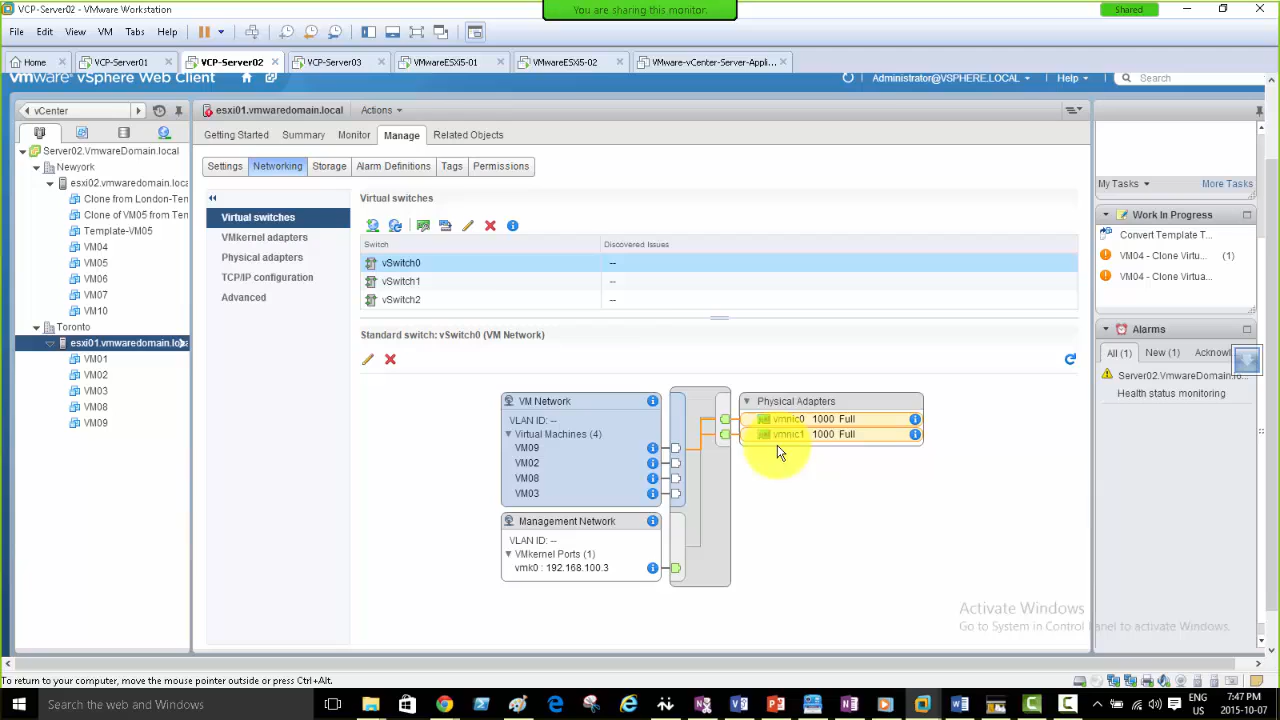 VCP-Server02 - VMware Workstation
You are sharing this monitor.
Shared
File Edit View VM Tabs Help
Home VCP-Server01 VCP-Server02 VCP-Server03 VMwareESXi5-01 VMwareESXi5-02 VMware-vCenter-Server-Appli...
vmware® vSphere Web Client
Administrator@VSPHERE.LOCAL Help Search
vCenter
esxi01.vmwaredomain.local Actions
Getting Started Summary Monitor Manage Related Objects
Settings Networking Storage Alarm Definitions Tags Permissions
Server02.VmwareDomain.local
Newyork
esxi02.vmwaredomain.loca
Clone from London-Ten
Clone of VM05 from Ten
Template-VM05
VM04
VM05
VM06
VM07
VM10
Toronto
esxi01.vmwaredomain.loca
VM01
VM02
VM03
VM08
VM09
Virtual switches
VMkernel adapters
Physical adapters
TCP/IP configuration
Advanced
Virtual switches
Switch Discovered Issues
vSwitch0 --
vSwitch1 --
vSwitch2 --
Standard switch: vSwitch0 (VM Network)
VM Network
VLAN ID: --
Virtual Machines (4)
VM09
VM02
VM08
VM03
Management Network
VLAN ID: --
VMkernel Ports (1)
vmk0 : 192.168.100.3
Physical Adapters
vmnic0 1000 Full
vmnic1 1000 Full
My Tasks More Tasks
Work In Progress
Convert Template T...
VM04 - Clone Virtu... (1)
VM04 - Clone Virtua...
Alarms
All (1) New (1) Acknowl
Server02.VmwareDomain.lo...
Health status monitoring
Activate Windows
Go to System in Control Panel to activate Windows.
To return to your computer, move the mouse pointer outside or press Ctrl+Alt.
Search the web and Windows
ENG
US
7:47 PM
2015-10-07